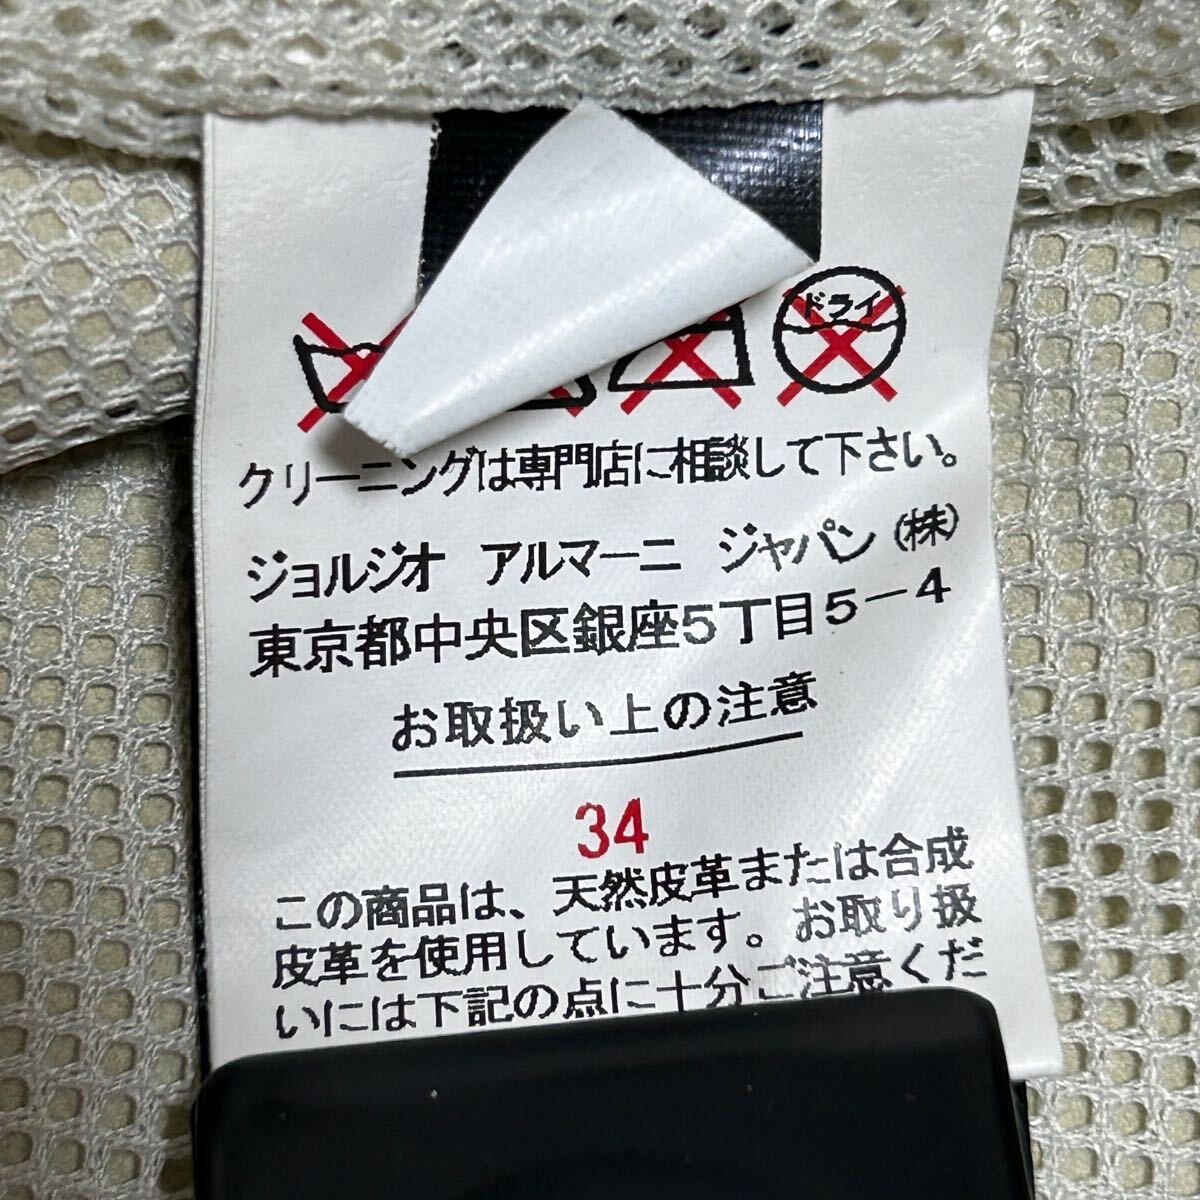 ドライ
クリーニングは専門店に相談して下さい。
ジョルジオ アルマーニ ジャパン(株)
東京都中央区銀座5丁目5-4
お取扱い上の注意
34
この商品は、天然皮革または合成
皮革を使用しています。お取り扱
いには下記の点に十分ご注意くだ